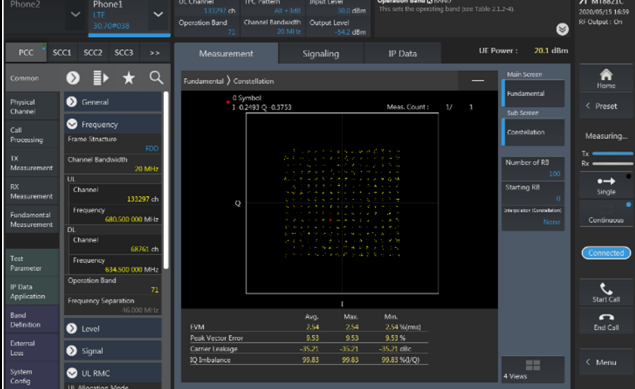 Phone2
Phone1
LTE
30.70#038
UL Channel
133297 ch
Operation Band
71
TPC Pattern
Channel Bandwidth
20 MHz
Input Level
30.0 dBm
Output Level
-54.2 dBm
This sets the operating band (see Table 2.1.2-4).
MT8821C
2020/05/15 16:59
RF Output : On
PCC
SCC1
SCC2
SCC3
>>
Measurement
Signaling
IP Data
UE Power : 20.1 dBm
Common
Physical
Channel
Call
Processing
TX
Measurement
RX
Measurement
Fundamental
Measurement
Test
Parameter
IP Data
Application
Band
Definition
External
Loss
System
Config
General
Frequency
Frame Structure
FDD
Channel Bandwidth
20 MHz
UL
Channel
133297 ch
Frequency
680.500 000 MHz
DL
Channel
68761 ch
Frequency
634.500 000 MHz
Operation Band
71
Frequency Separation
46.000 MHz
Level
Signal
UL RMC
UL Allocation Mode
Fundamental > Constellation
0 Symbol
I -0.2493 Q -0.3753
Meas. Count : 1/ 1
Q
I
Avg. Max. Min.
EVM 2.54 2.54 2.54 %(rms)
Peak Vector Error 9.53 9.53 9.53 %
Carrier Leakage -35.21 -35.21 -35.21 dBc
IQ Imbalance 99.83 99.83 99.83 %(I/Q)
Main Screen
Fundamental
Sub Screen
Constellation
Number of RB
100
Starting RB
0
Interpolation (Constellation)
None
4 Views
Home
< Preset
Measuring...
Tx
Rx
Single
Continuous
Connected
Start Call
End Call
< Menu